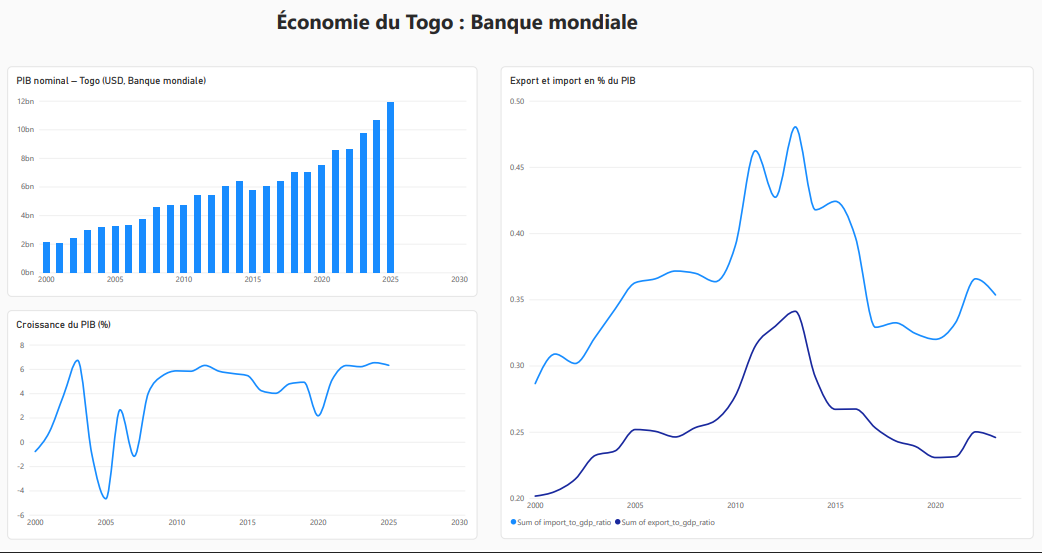 Économie du Togo : Banque mondiale
PIB nominal – Togo (USD, Banque mondiale)
12bn
10bn
8bn
6bn
4bn
2bn
0bn
2000 2005 2010 2015 2020 2025 2030
Croissance du PIB (%)
8
6
4
2
0
-2
-4
-6
2000 2005 2010 2015 2020 2025 2030
Export et import en % du PIB
0.50
0.45
0.40
0.35
0.30
0.25
0.20
2000 2005 2010 2015 2020
Sum of import_to_gdp_ratio Sum of export_to_gdp_ratio